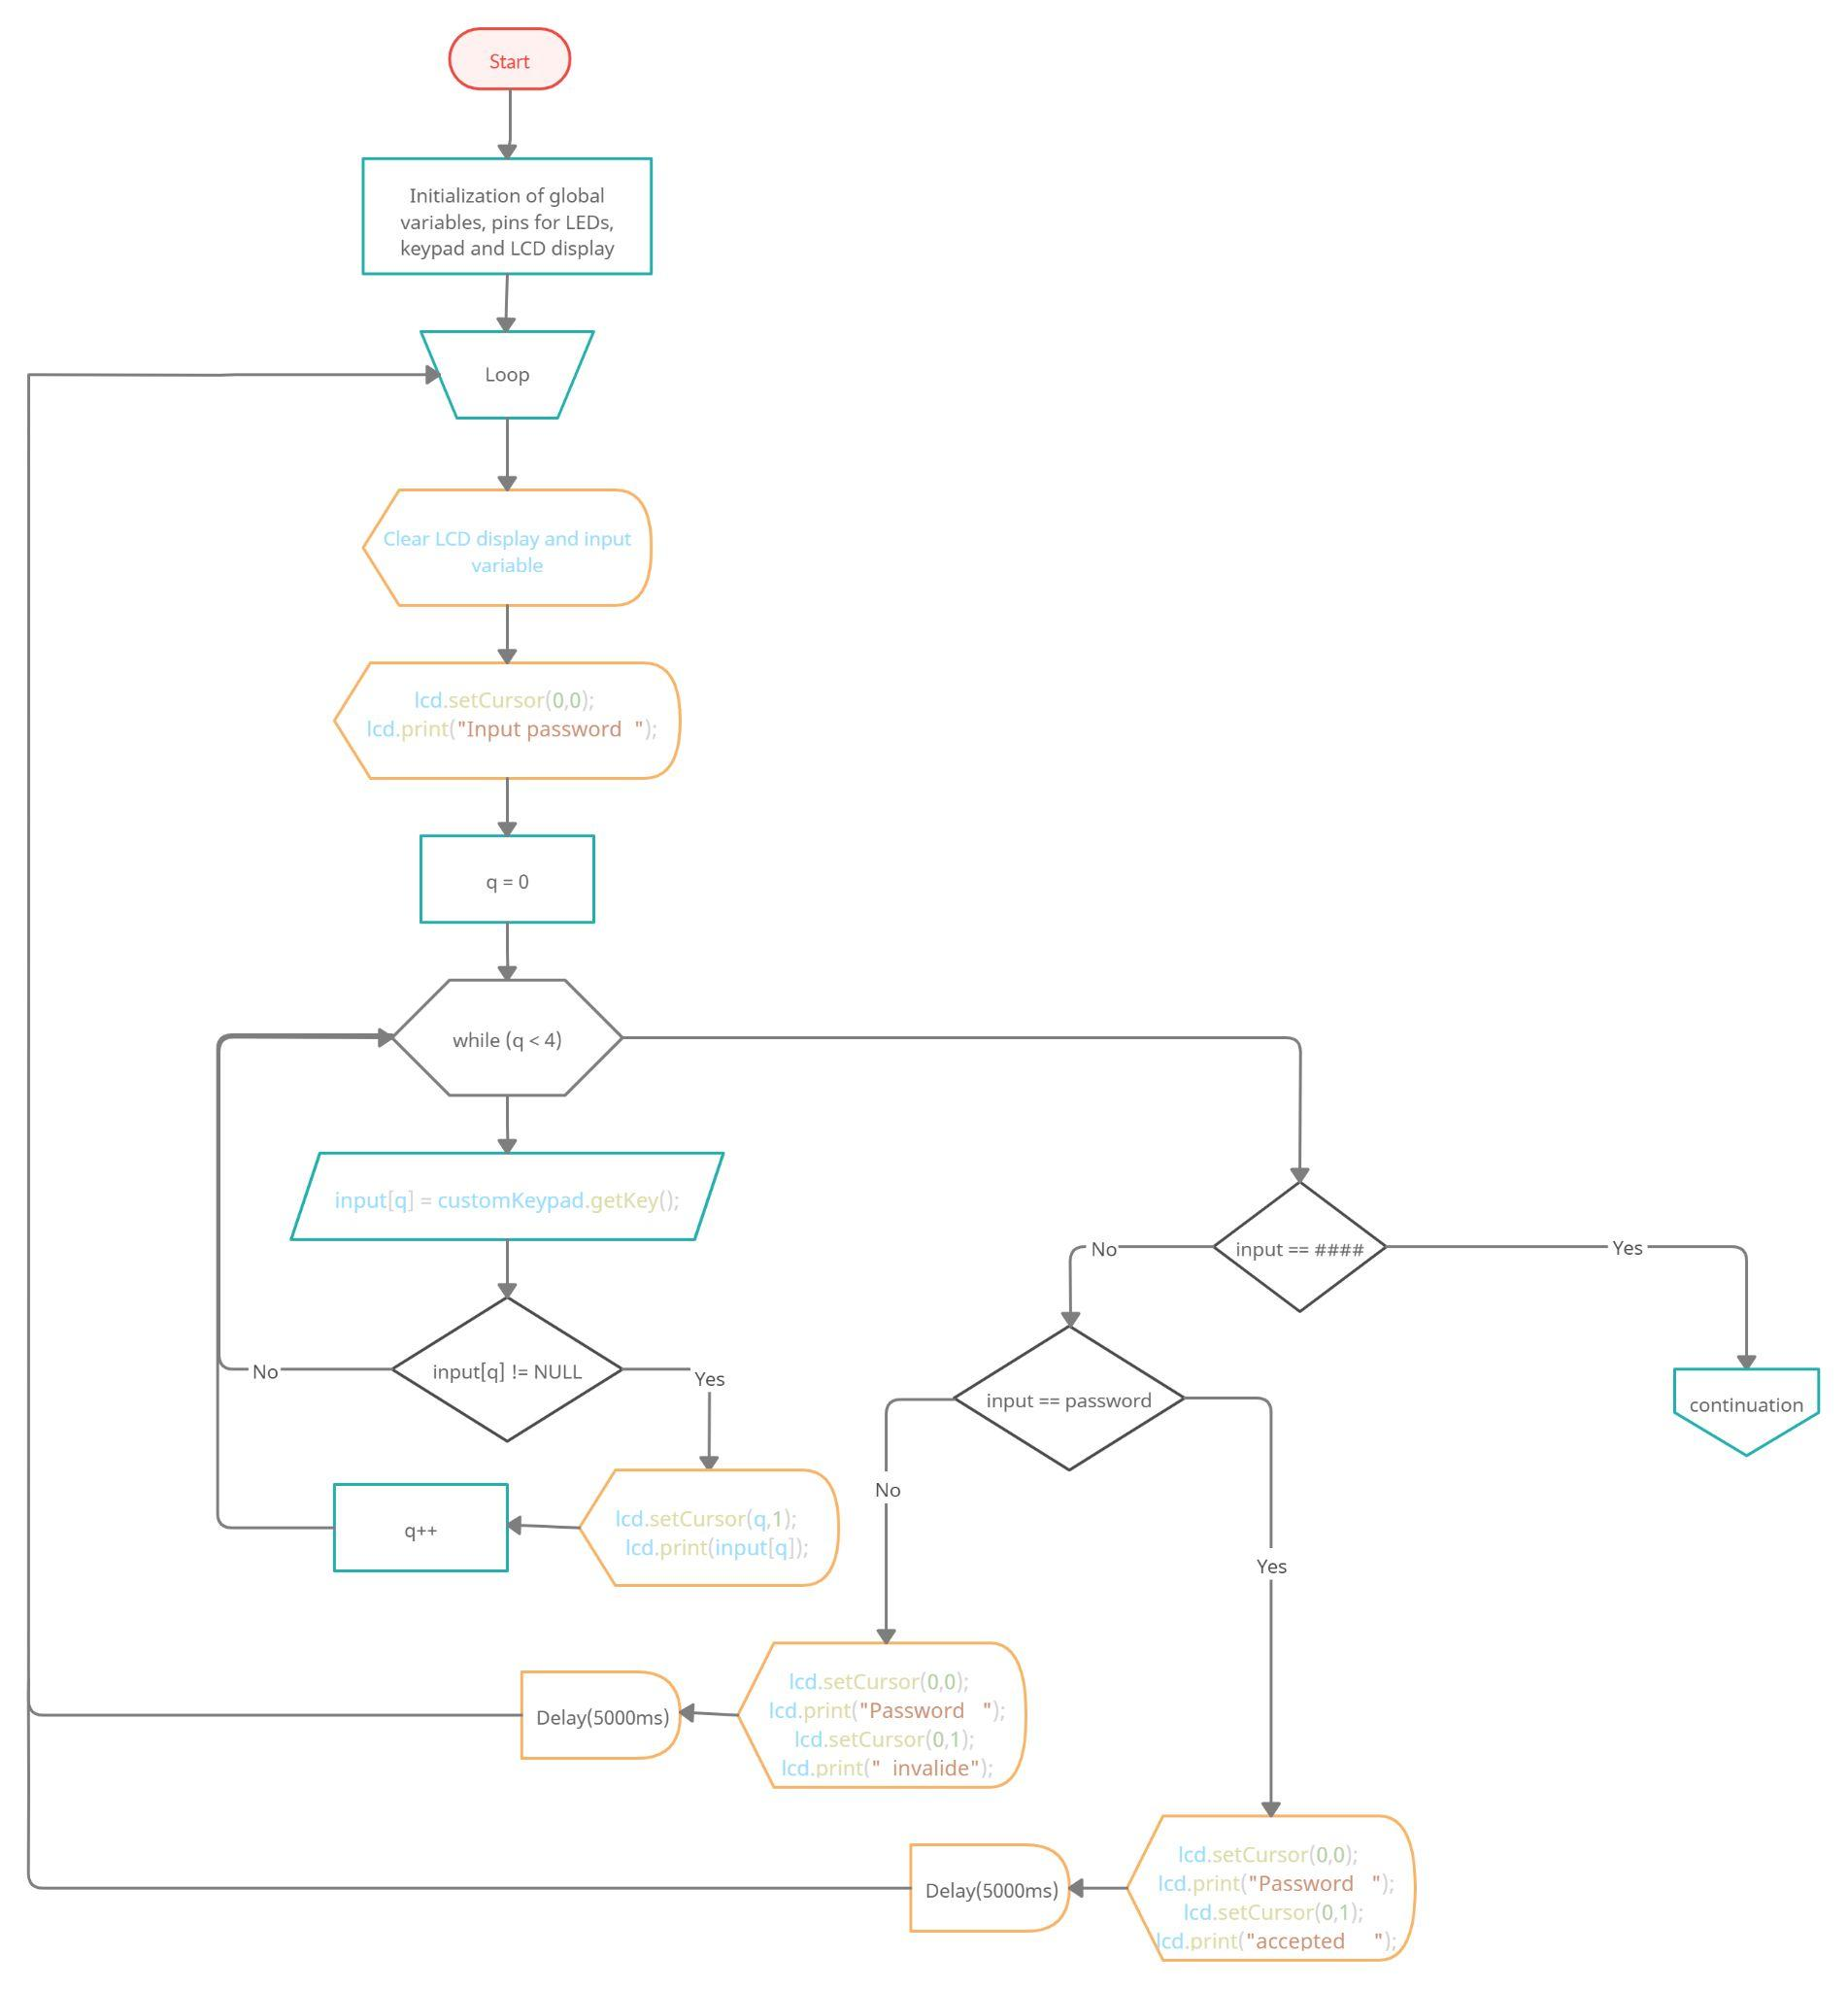 Start
Initialization of global
variables, pins for LEDs,
keypad and LCD display
Loop
Clear LCD display and input
variable
lcd.setCursor(0,0);
lcd.print("Input password  ");
q = 0
while (q < 4)
input[q] = customKeypad.getKey();
input[q] != NULL
No
Yes
lcd.setCursor(q,1);
lcd.print(input[q]);
q++
input == ####
No
Yes
continuation
input == password
No
Yes
lcd.setCursor(0,0);
lcd.print("Password   ");
lcd.setCursor(0,1);
lcd.print("  invalide");
Delay(5000ms)
lcd.setCursor(0,0);
lcd.print("Password   ");
lcd.setCursor(0,1);
lcd.print("accepted     ");
Delay(5000ms)